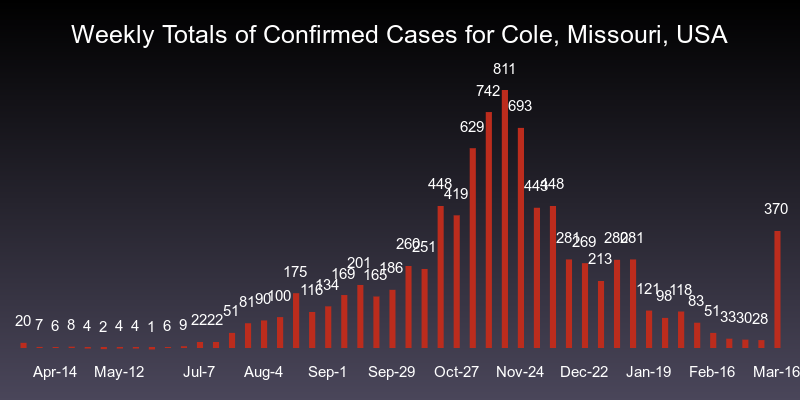 Weekly Totals of Confirmed Cases for Cole, Missouri, USA
811
742
693
629
448 419 443 448
370
281 269 213 280 281
260 251
175 116 134 169 201 165 186
121 98 118 83 51 33 30 28
20 7 6 8 4 2 4 4 1 6 9 22 22 51 81 90 100
Apr-14 May-12 Jul-7 Aug-4 Sep-1 Sep-29 Oct-27 Nov-24 Dec-22 Jan-19 Feb-16 Mar-16